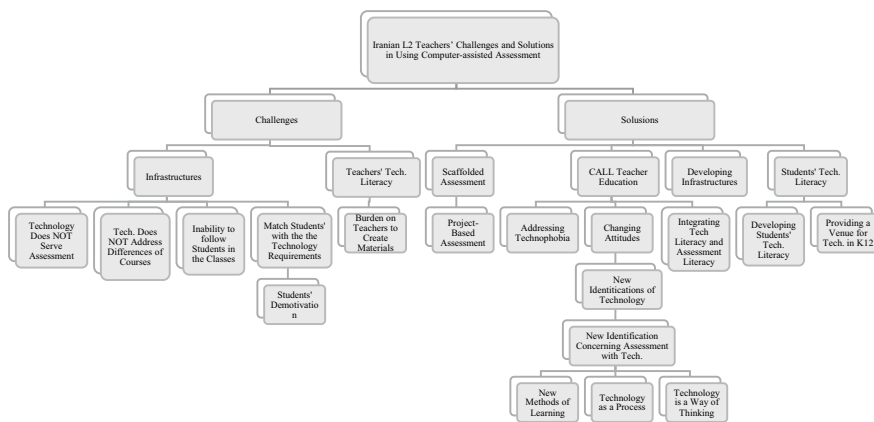 Iranian L2 Teachers' Challenges and Solutions
in Using Computer-assisted Assessment
Challenges
Solusions
Infrastructures
Teachers' Tech.
Literacy
Scaffolded
Assessment
CALL Teacher
Education
Developing
Infrastructures
Students' Tech.
Literacy
Technology
Does NOT Serve
Assessment
Tech. Does
NOT Address
Differences of
Courses
Inability to
follow
Students in
the Classes
Match Students'
with the the
Technology
Requirements
Burden on
Teachers to
Create Materials
Project-
Based
Assessment
Addressing
Technophobia
Changing
Attitudes
Integrating
Tech Literacy
and Assessment
Literacy
Developing
Students'
Tech.
Literacy
Providing a
Venue for
Tech. in K12
Students'
Demotivatio
n
New
Identitications of
Technology
New Identification
Concerning Assessment
with Tech.
New
Methods of
Learning
Technology
as a Process
Technology
is a Way of
Thinking